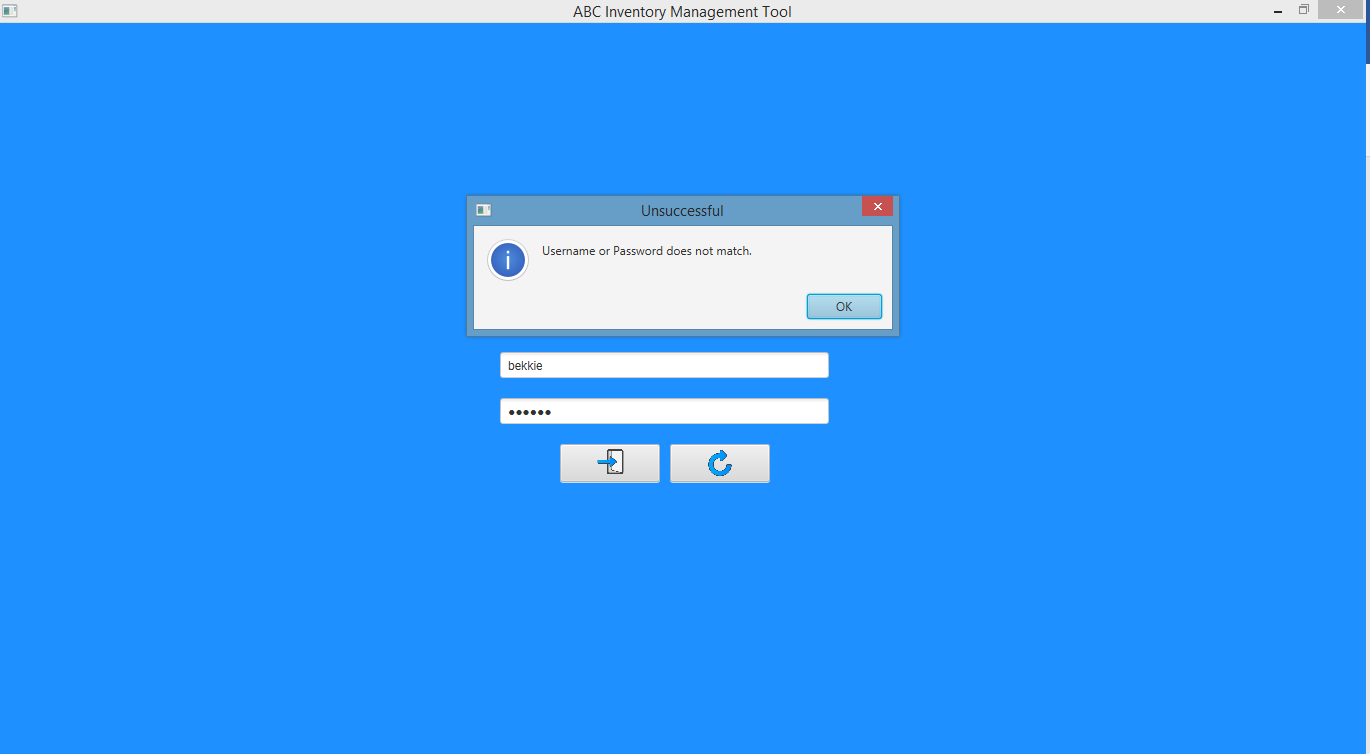 ABC Inventory Management Tool
Unsuccessful
Username or Password does not match.
OK
bekkie
••••••